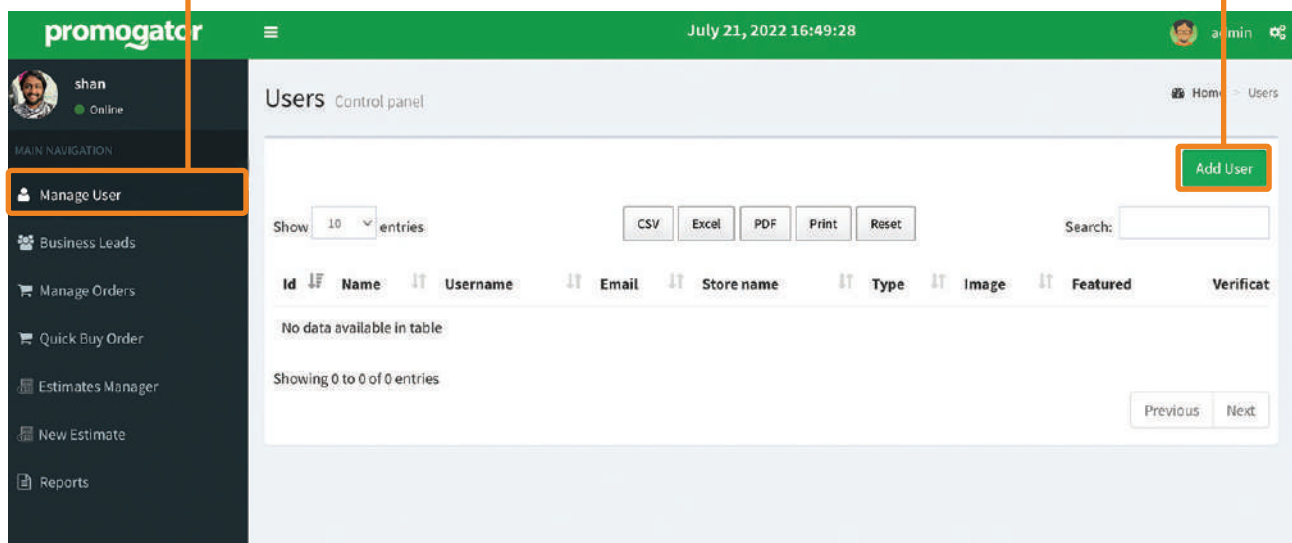 promogator
July 21, 2022 16:49:28
admin
shan
Online
Users Control panel
Home > Users
MAIN NAVIGATION
Manage User
Business Leads
Manage Orders
Quick Buy Order
Estimates Manager
New Estimate
Reports
Add User
Show 10 entries
CSV Excel PDF Print Reset
Search:
Id Name Username Email Store name Type Image Featured Verificat
No data available in table
Showing 0 to 0 of 0 entries
Previous Next